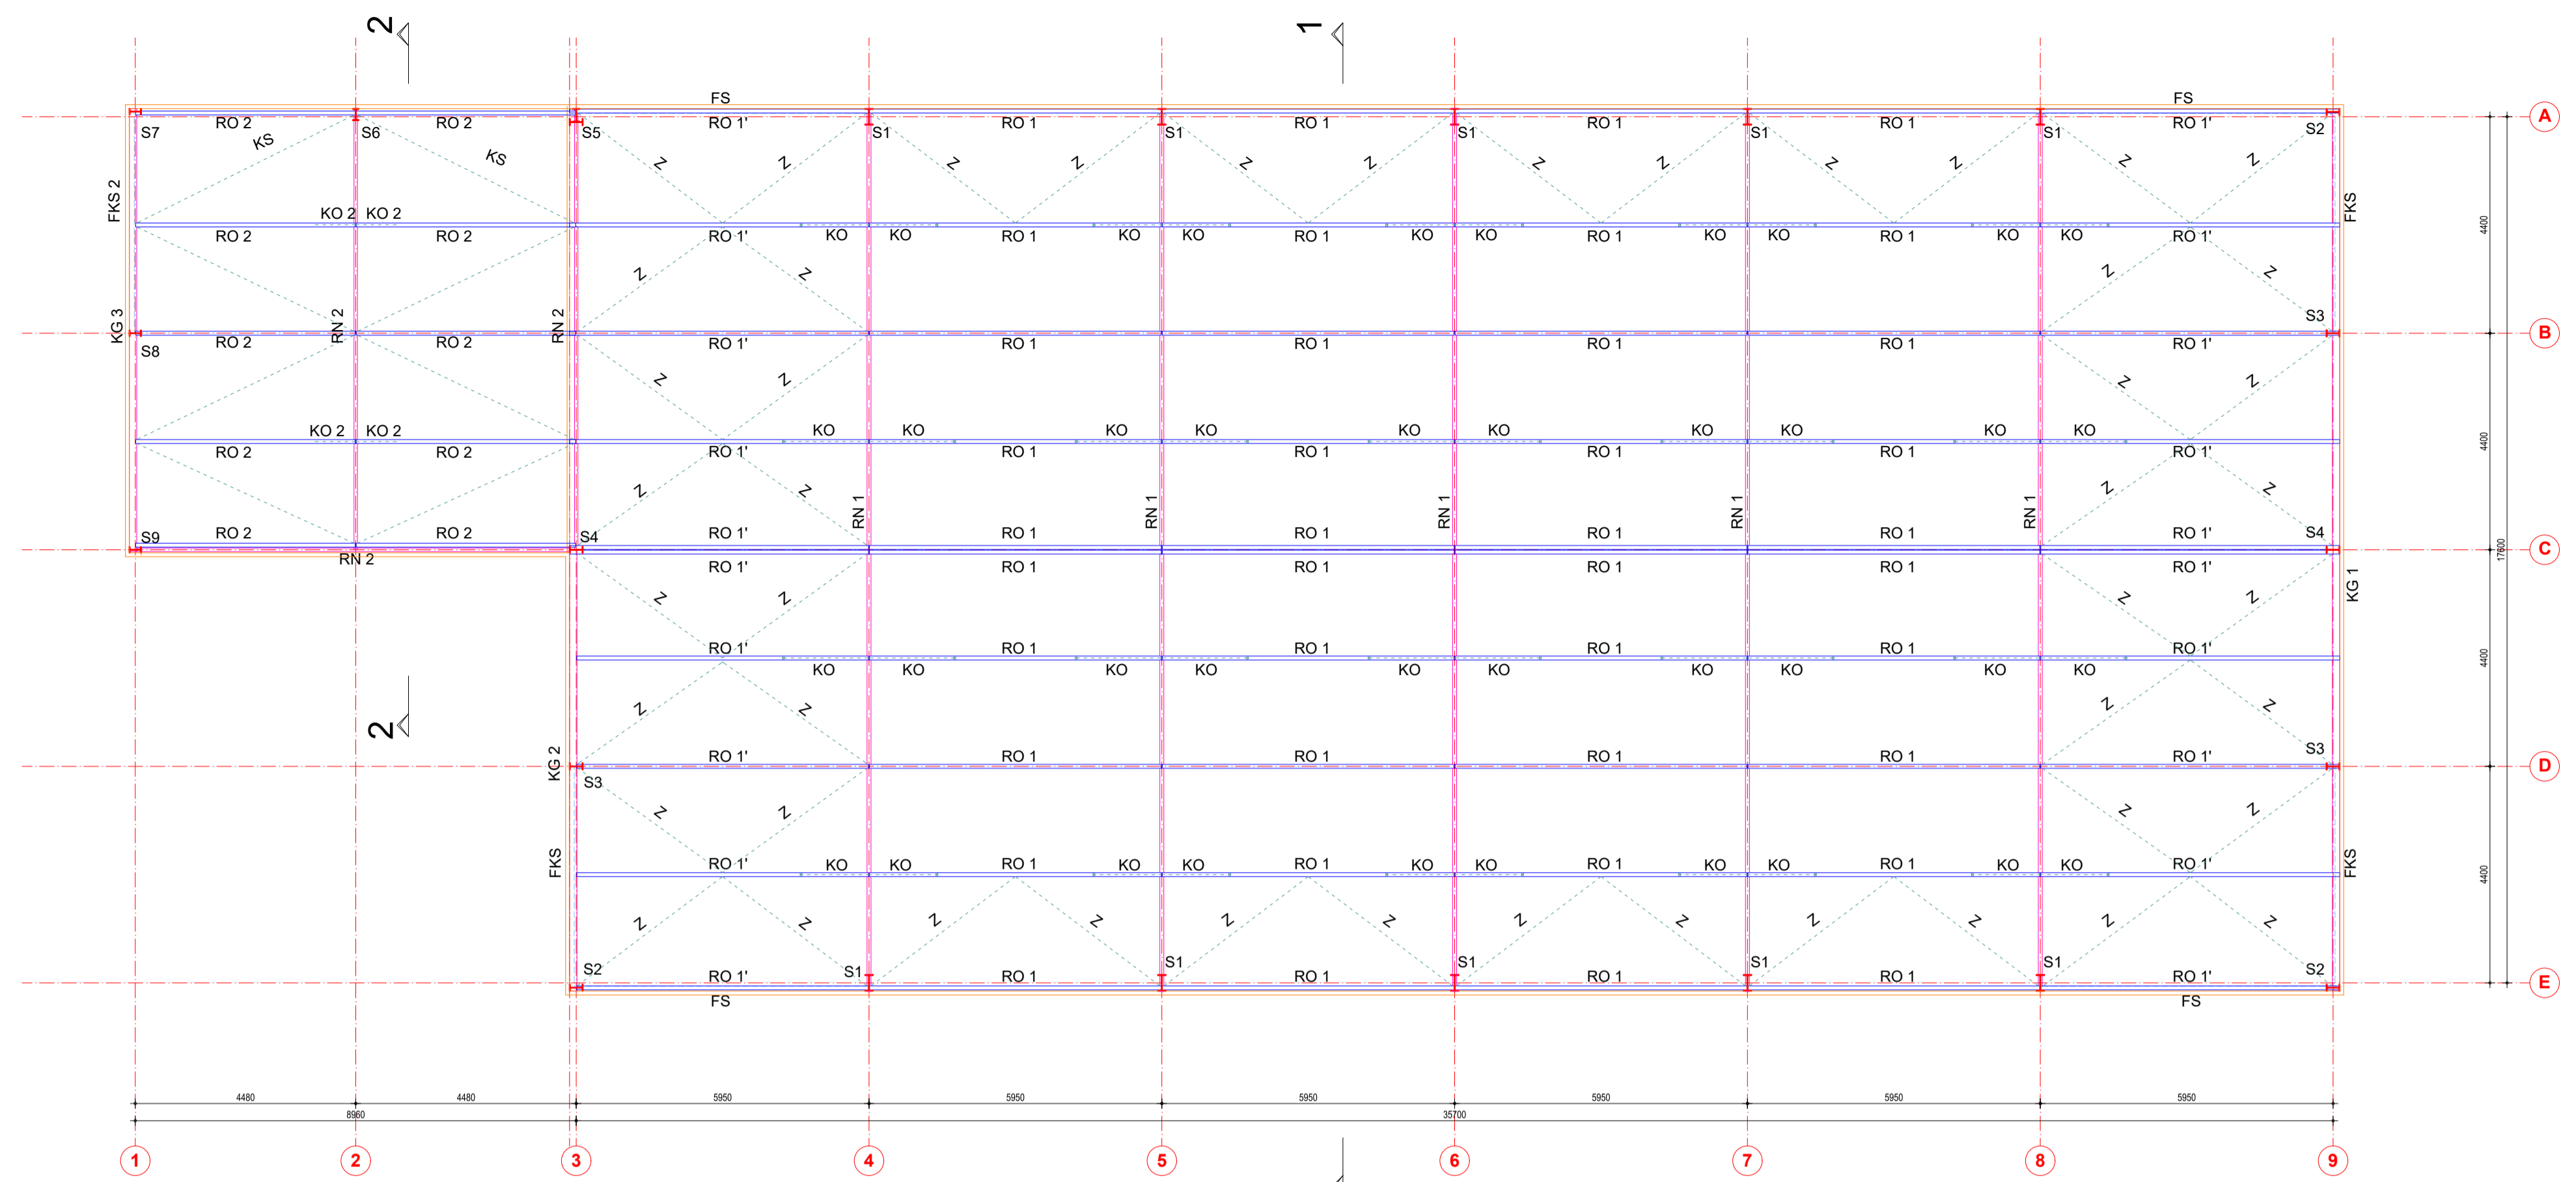 2 1
FS FS
RO 2 RO 2 RO 1' RO 1 RO 1 RO 1 RO 1 RO 1' A
S7 S6 S5 S1 S1 S1 S1 S1 S2
KS KS Z Z Z Z Z Z Z Z Z Z Z Z
FKS 2 FKS
KO 2 KO 2
RO 2 RO 2 RO 1' KO KO RO 1 KO KO RO 1 KO KO RO 1 KO KO RO 1 KO KO RO 1'
4400
Z Z Z Z
KG 3 RN 2 RN 2 S3
B
RO 2 RO 2 RO 1' RO 1 RO 1 RO 1 RO 1 RO 1'
S8
Z Z Z Z
KO 2 KO 2 KO KO KO KO KO KO KO KO KO KO
RO 2 RO 2 RO 1' RO 1 RO 1 RO 1 RO 1 RO 1'
4400
Z Z Z Z
RN 1 RN 1 RN 1 RN 1 RN 1
S9 RO 2 RO 2 S4 RO 1' RO 1 RO 1 RO 1 RO 1 RO 1' S4
C
17600
RN 2 RO 1' RO 1 RO 1 RO 1 RO 1 RO 1'
KG 1
Z Z Z Z
RO 1' RO 1 RO 1 RO 1 RO 1 RO 1'
4400
KO KO KO KO KO KO KO KO KO KO
Z Z Z Z
2
KG 2 RO 1' RO 1 RO 1 RO 1 RO 1 RO 1' S3
D
S3
Z Z Z Z
FKS RO 1' KO KO RO 1 KO KO RO 1 KO KO RO 1 KO KO RO 1 KO KO RO 1' FKS
4400
Z Z Z Z Z Z Z Z Z Z Z Z
S2 S1 S1 S1 S1 S1 S2
RO 1' RO 1 RO 1 RO 1 RO 1 RO 1'
E
FS FS
4480 4480 5950 5950 5950 5950 5950 5950
8960 35700
1 2 3 4 5 6 7 8 9